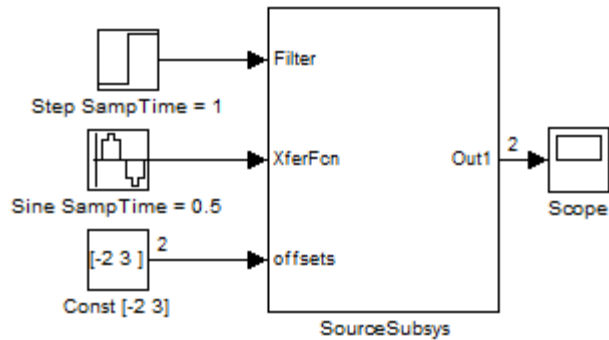 Filter
Step SampTime = 1
XferFcn
Out1
2
Sine SampTime = 0.5
Scope
[-2 3 ]
2
offsets
Const [-2 3]
SourceSubsys